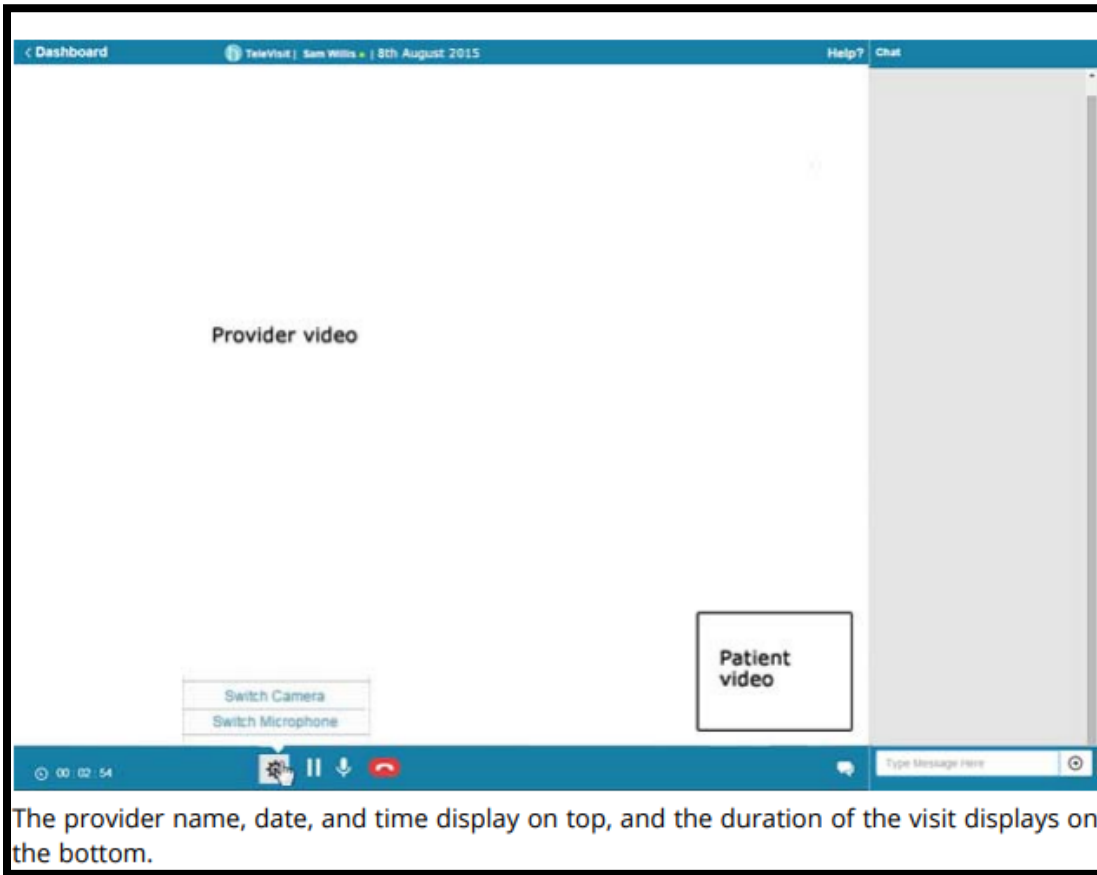 < Dashboard
TeleVisit | Sam Willis | 8th August 2015
Help?
Chat
Provider video
Patient
video
Switch Camera
Switch Microphone
00:02:54
Type Message Here
The provider name, date, and time display on top, and the duration of the visit displays on
the bottom.